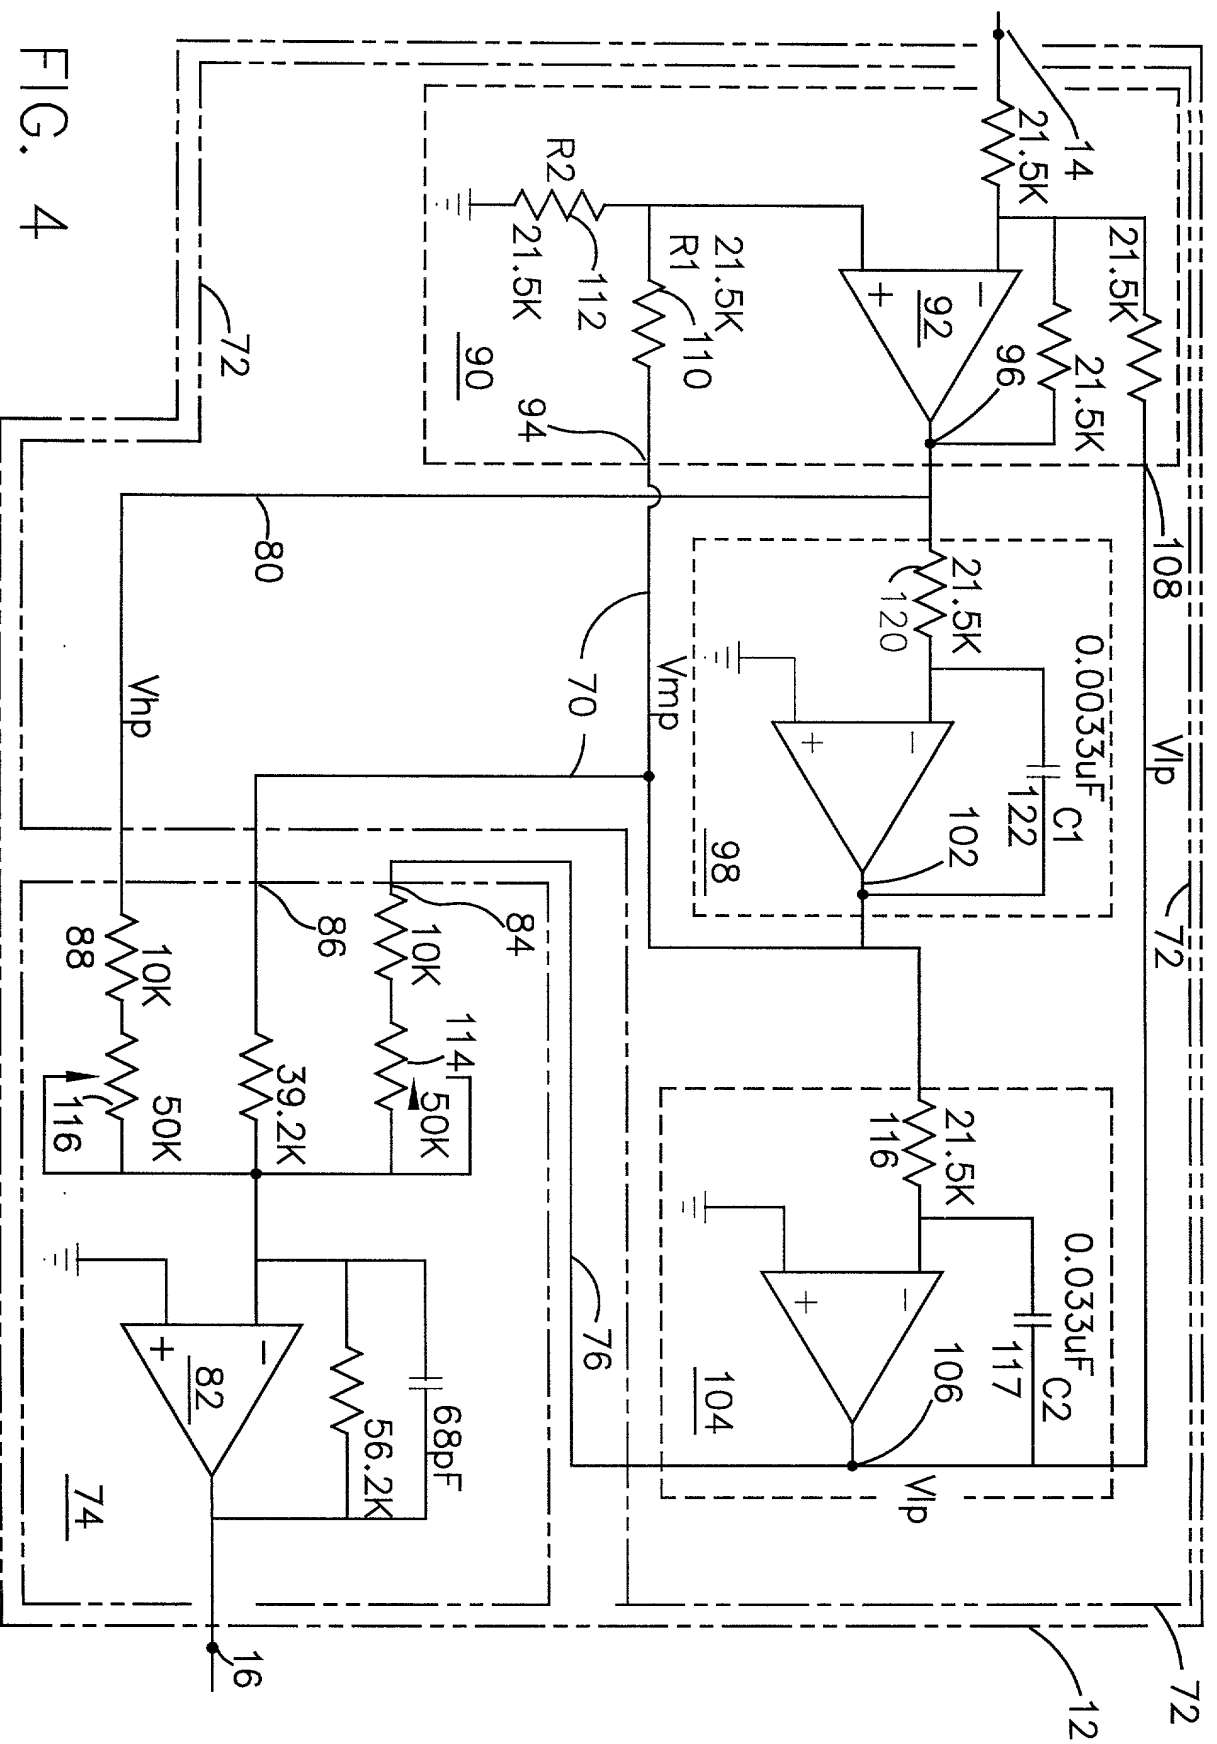 14
21.5K
21.5K
108
Vlp
72
72
12
21.5K
96
92
−
+
R2
112
21.5K
21.5K
R1
110
90
94
0.0033uF
C1
122
21.5K
120
−
+
102
98
0.033uF
C2
117
21.5K
116
−
+
106
104
Vlp
70
Vmp
80
Vhp
72
76
84
10K
114
50K
86
39.2K
10K
88
50K
116
68pF
56.2K
−
+
82
74
16
FIG. 4